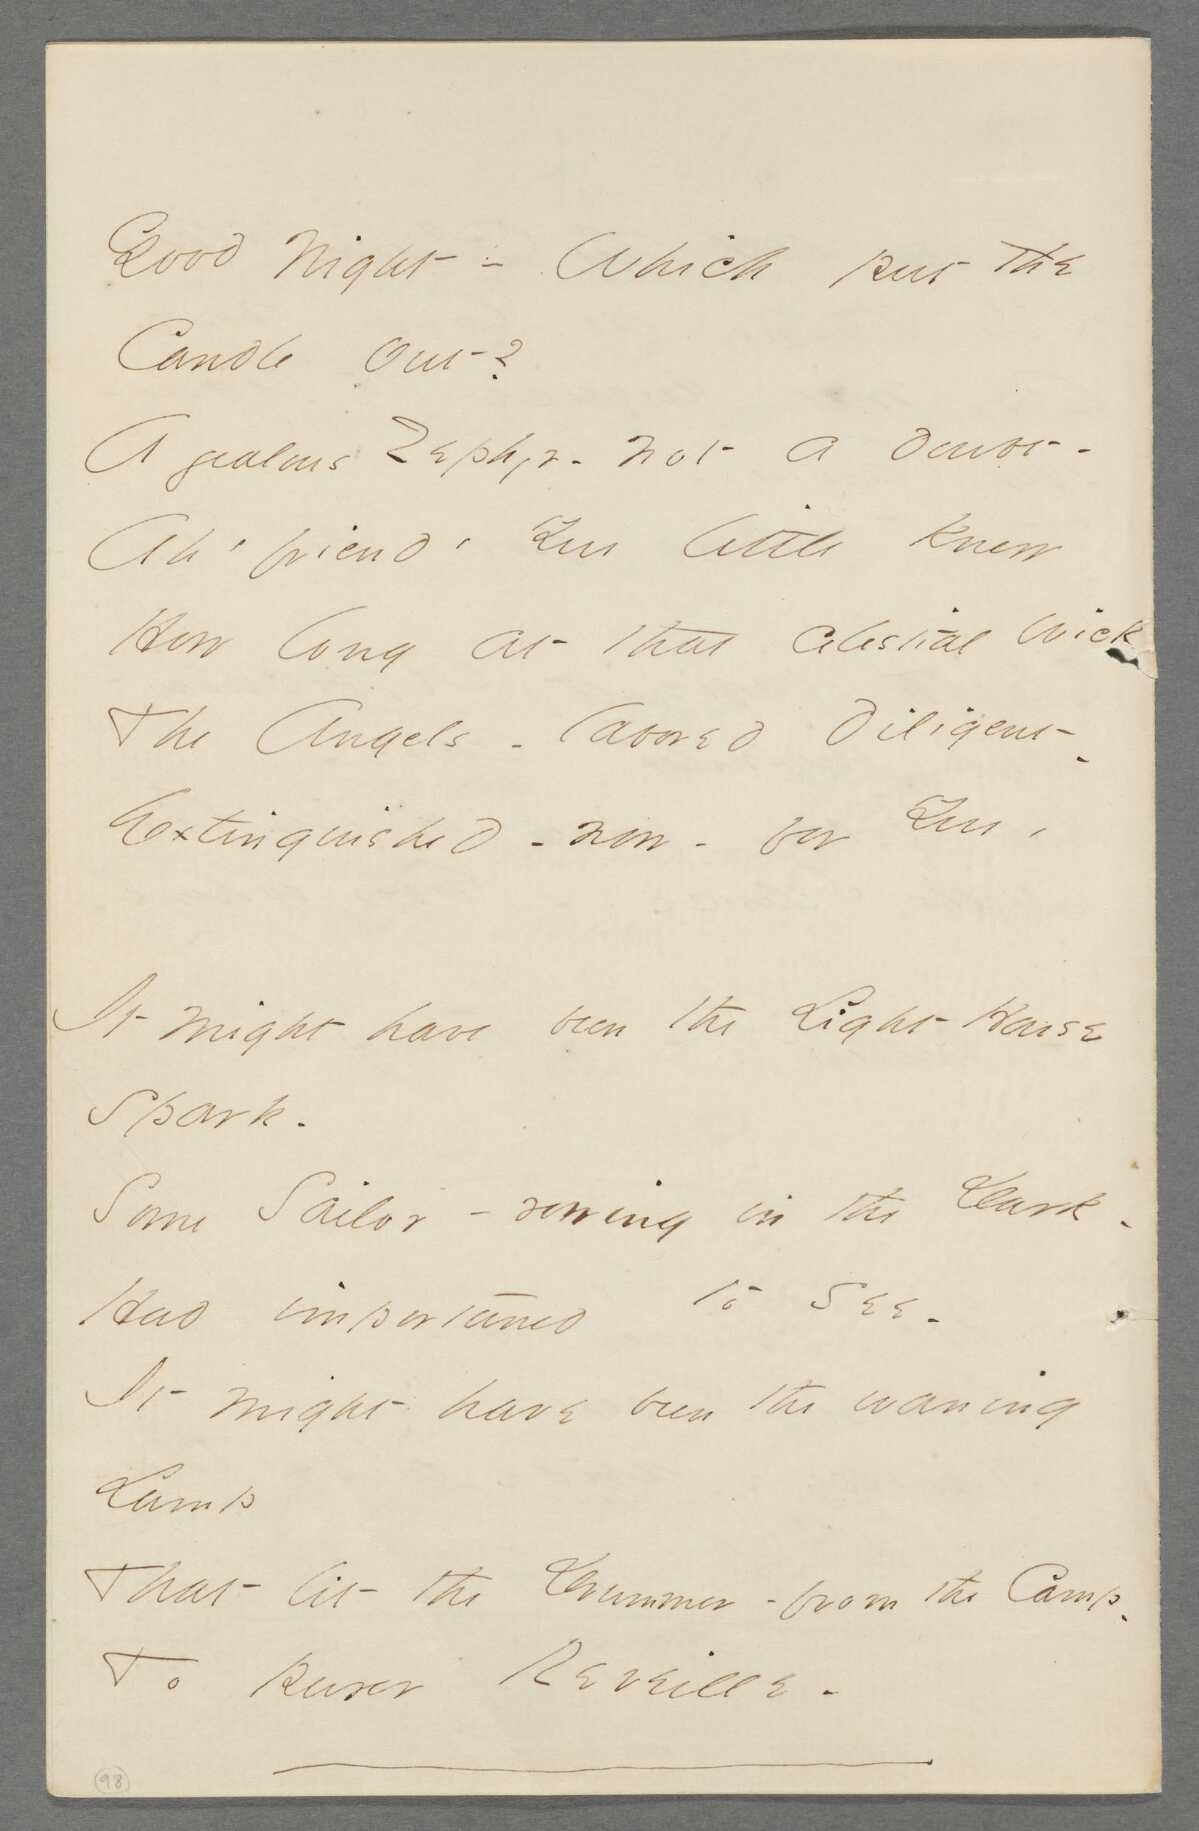 Good Night - Which put the
Candle out?
A jealous Zephyr - not a doubt -
Ah, friend, You little knew
How long at that celestial wick
The Angels - labored diligent -
Extinguished - now - for You,
It might have been the Light House
Spark -
Some Sailor - rowing in the Dark -
Had importuned to see -
It might have been the waning
Lamp
That lit the Drummer - from the Camp -
To purer Reveille -
98